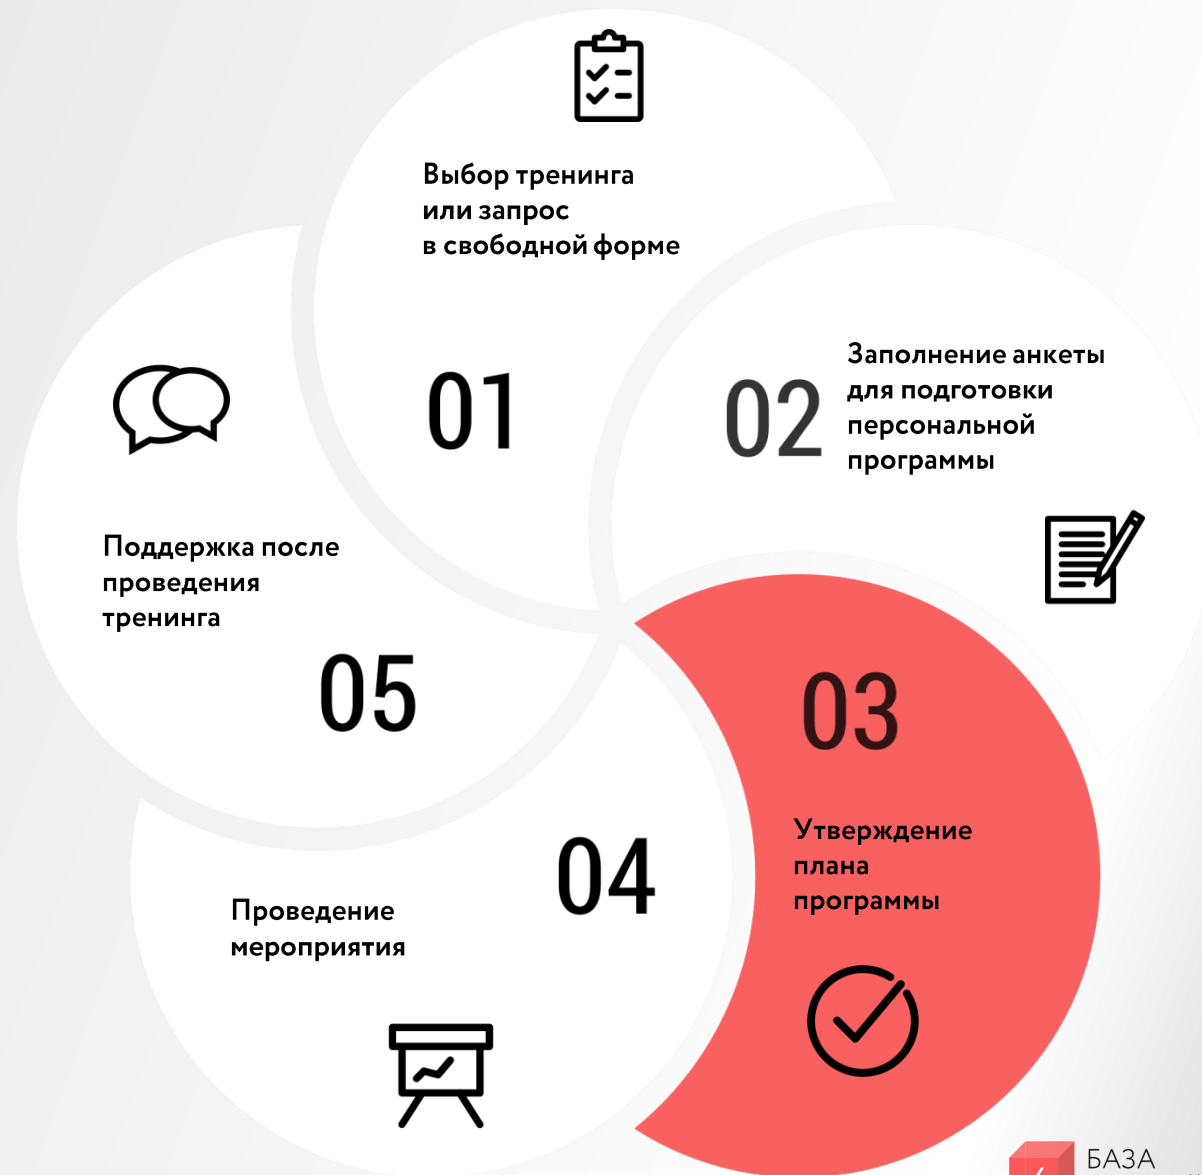 Выбор тренинга
или запрос
в свободной форме
01
02
Заполнение анкеты
для подготовки
персональной
программы
03
Утверждение
плана
программы
04
Проведение
мероприятия
Поддержка после
проведения
тренинга
05
БАЗА